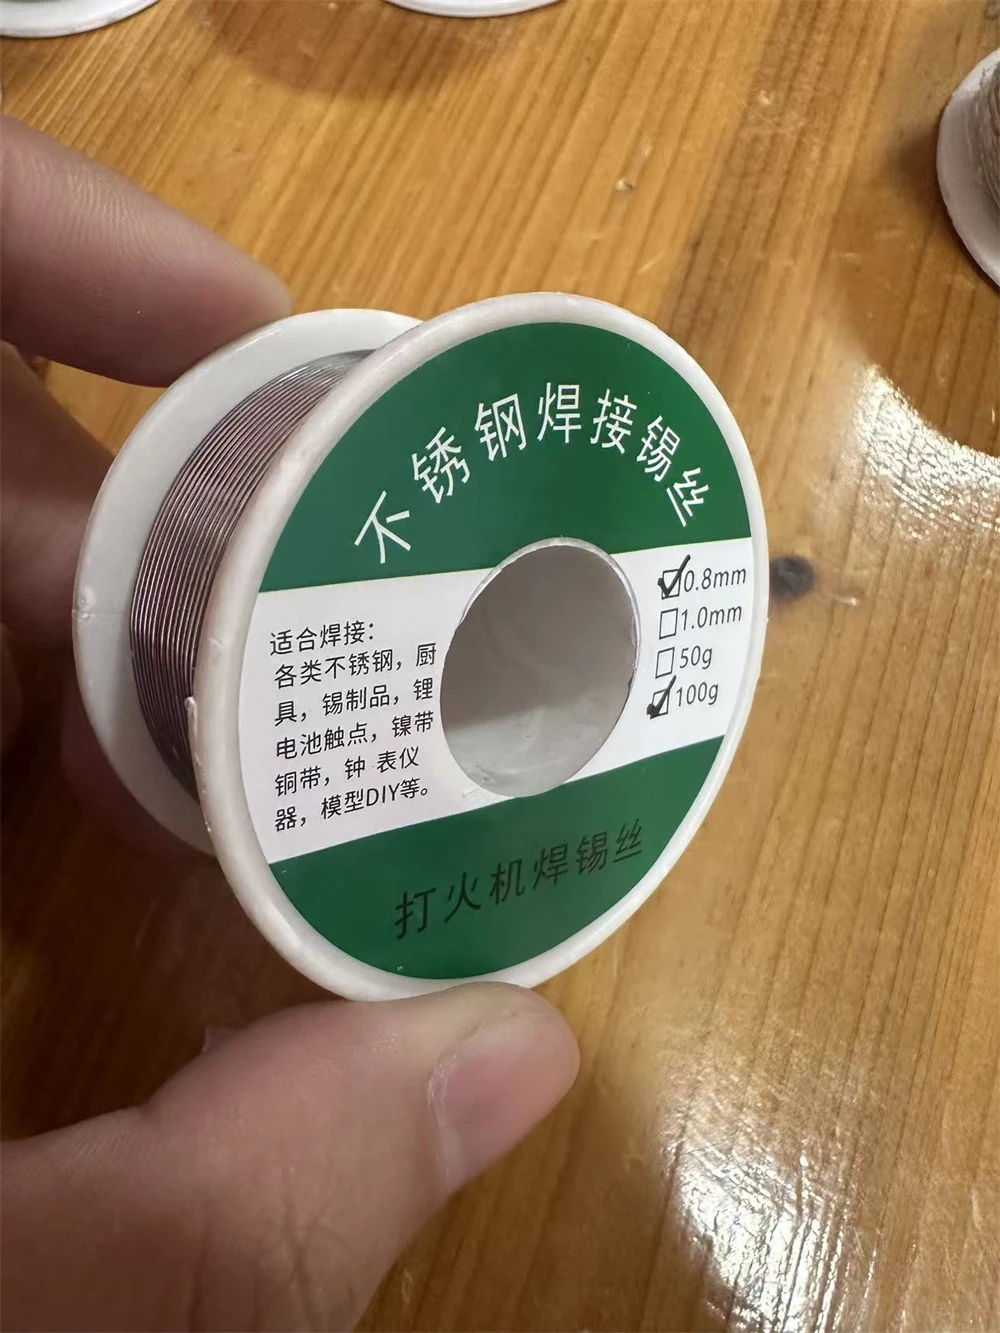 不锈钢焊接锡丝
适合焊接：
各类不锈钢，厨
具，锡制品，锂
电池触点，镍带
铜带，钟 表仪
器，模型DIY等。
☑0.8mm
☐1.0mm
☐50g
☑100g
打火机焊锡丝